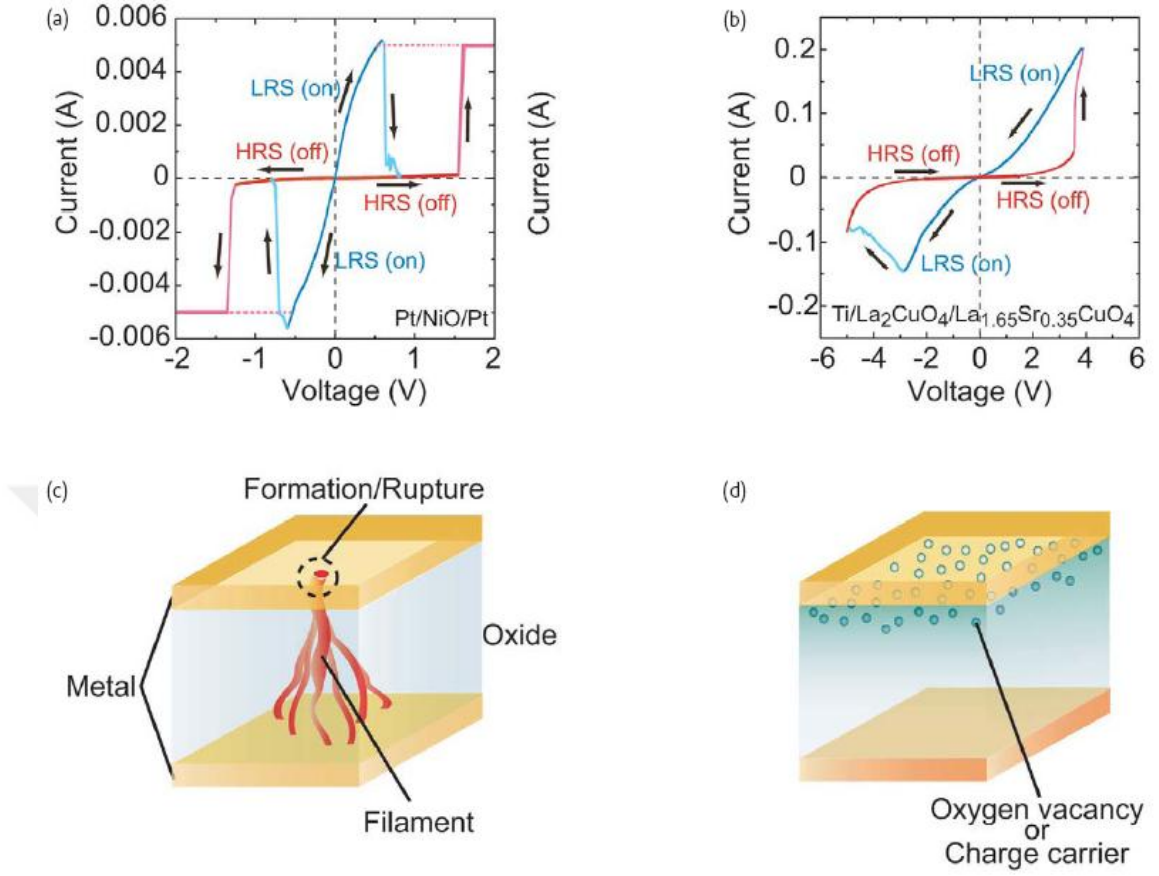 (a)
0.006
0.004
0.002
0
-0.002
-0.004
-0.006
Current (A)
LRS (on)
HRS (off)
HRS (off)
LRS (on)
Pt/NiO/Pt
-2
-1
0
1
2
Voltage (V)
(b)
0.2
0.1
0
-0.1
-0.2
Current (A)
LRS (on)
HRS (off)
HRS (off)
LRS (on)
Ti/La2CuO4/La1.65Sr0.35CuO4
-6
-4
-2
0
2
4
6
Voltage (V)
(c)
Formation/Rupture
Oxide
Metal
Filament
(d)
Oxygen vacancy
or
Charge carrier